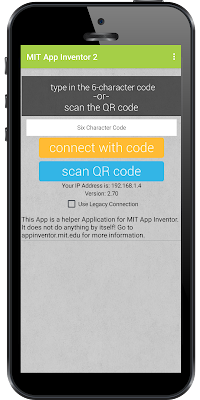 MIT App Inventor 2
type in the 6-character code
-or-
scan the QR code
Six Character Code
connect with code
scan QR code
Your IP Address is: 192.168.1.4
Version: 2.70
Use Legacy Connection
This App is a helper Application for MIT App Inventor.
It does not do anything by itself! Go to
appinventor.mit.edu for more information.